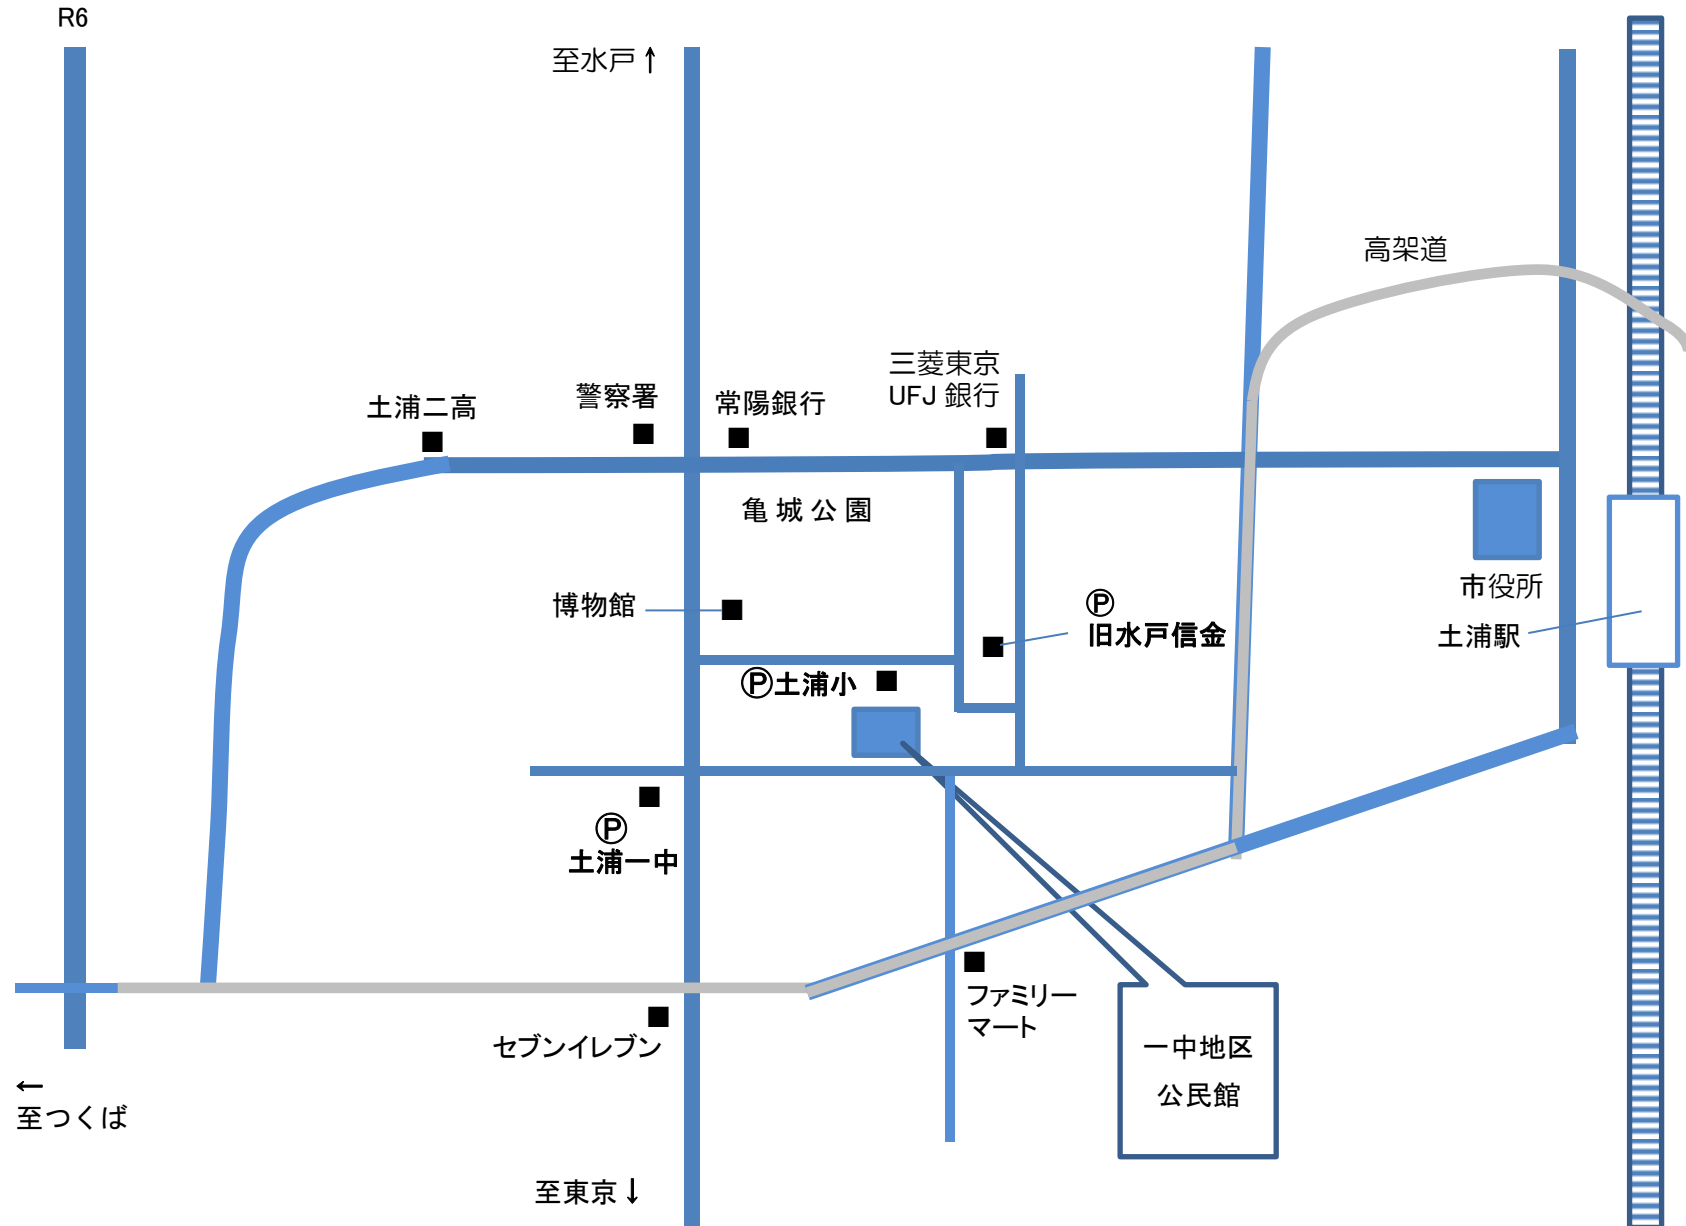 R6
至水戸↑
高架道
三菱東京
UFJ 銀行
土浦二高
警察署
常陽銀行
亀 城 公 園
博物館
Ⓟ
旧水戸信金
市役所
土浦駅
Ⓟ土浦小
Ⓟ
土浦一中
ファミリー
マート
セブンイレブン
一中地区
公民館
←
至つくば
至東京↓